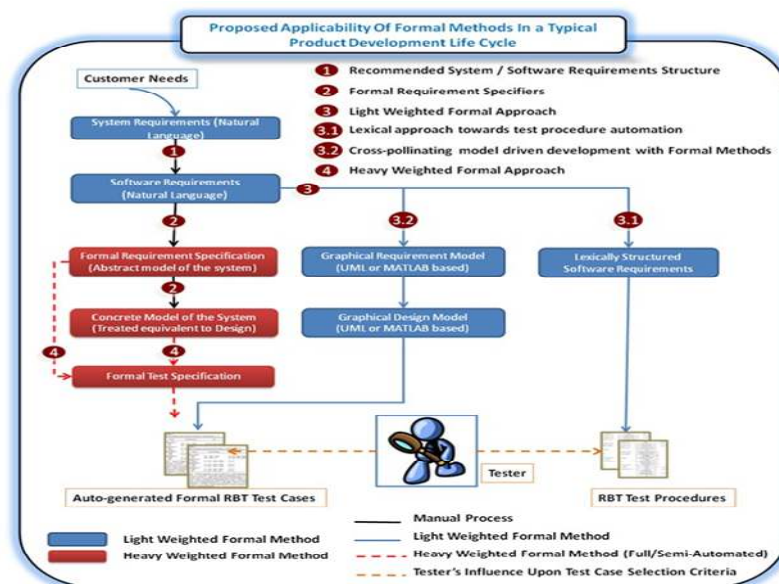 Proposed Applicability Of Formal Methods In a Typical
Product Development Life Cycle
Customer Needs
1 Recommended System / Software Requirements Structure
2 Formal Requirement Specifiers
3 Light Weighted Formal Approach
3.1 Lexical approach towards test procedure automation
3.2 Cross-pollinating model driven development with Formal Methods
4 Heavy Weighted Formal Approach
System Requirements (Natural
Language)
1
Software Requirements
(Natural Language)
3
2
3.2
3.1
Formal Requirement Specification
(Abstract model of the system)
Graphical Requirement Model
(UML or MATLAB based)
Lexically Structured
Software Requirements
2
Concrete Model of the System
(Treated equivalent to Design)
Graphical Design Model
(UML or MATLAB based)
4
4
Formal Test Specification
Tester
Auto-generated Formal RBT Test Cases
RBT Test Procedures
Light Weighted Formal Method
Heavy Weighted Formal Method
Manual Process
Light Weighted Formal Method
Heavy Weighted Formal Method (Full/Semi-Automated)
Tester's Influence Upon Test Case Selection Criteria